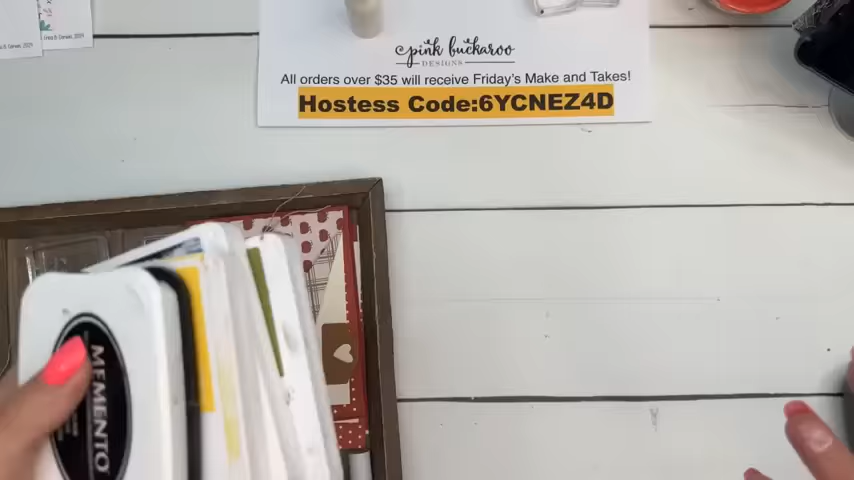 pink buckaroo
DESIGNS
All orders over $35 will receive Friday's Make and Takes!
Hostess Code:6YCNEZ4D
MEMENTO